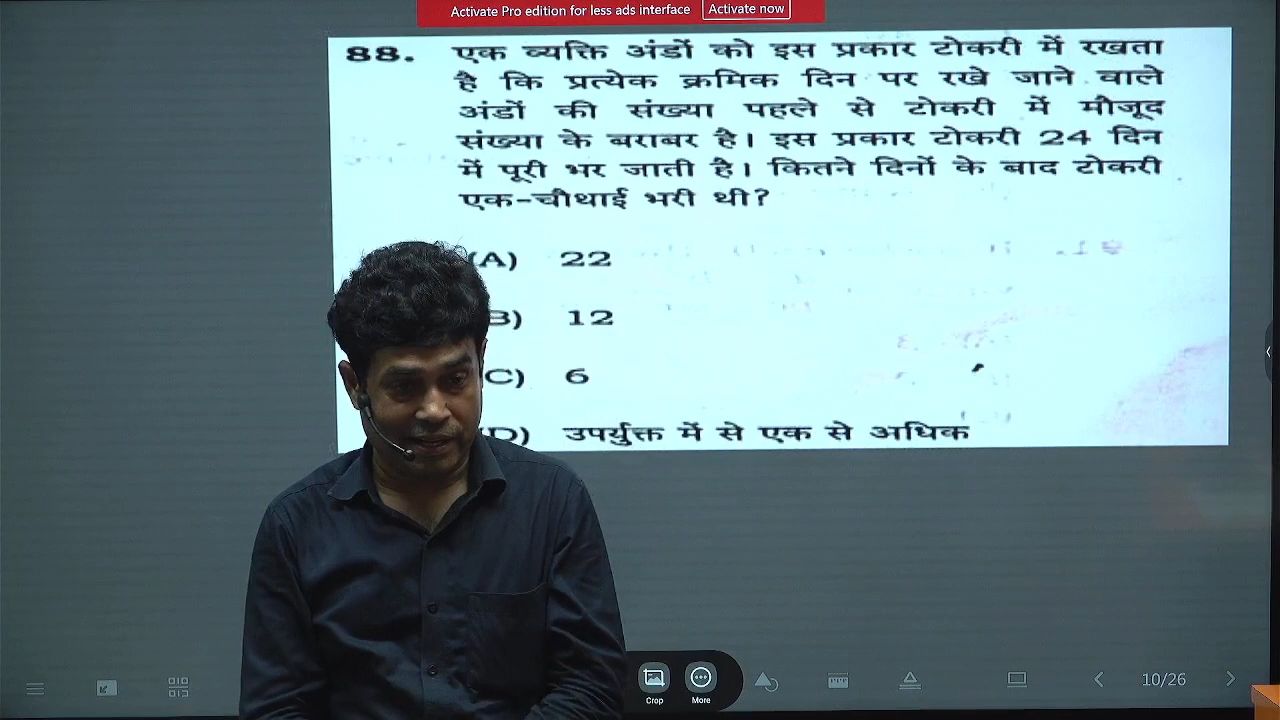 Activate Pro edition for less ads interface Activate now
88. एक व्यक्ति अंडों को इस प्रकार टोकरी में रखता
है कि प्रत्येक क्रमिक दिन पर रखे जाने वाले
अंडों की संख्या पहले से टोकरी में मौजूद
संख्या के बराबर है। इस प्रकार टोकरी 24 दिन
में पूरी भर जाती है। कितने दिनों के बाद टोकरी
एक-चौथाई भरी थी?
(A) 22
B) 12
C) 6
(D) उपर्युक्त में से एक से अधिक
Crop More
10/26